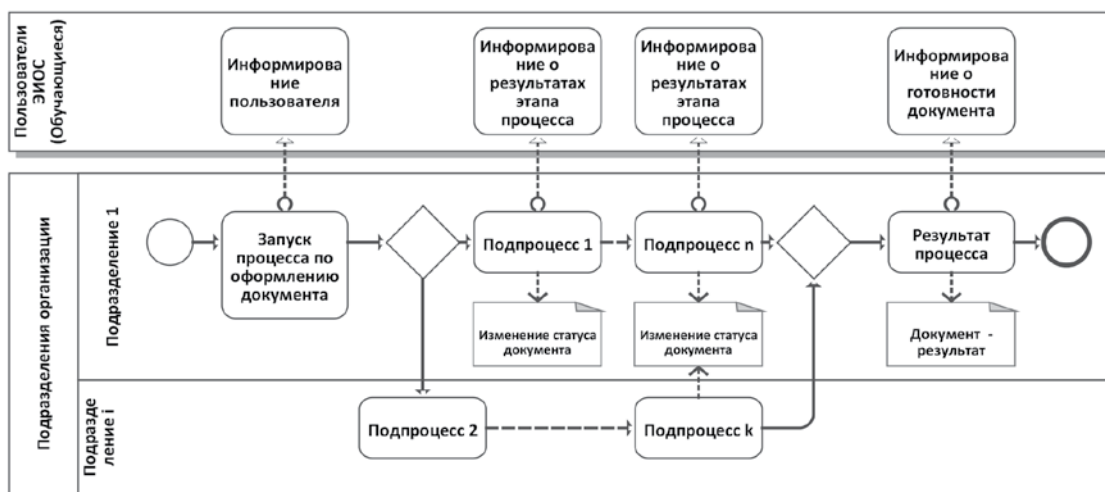 Пользователи
ЭИОС
(Обучающиеся)
Информирова
ние
пользователя
Информирова
ние о
результатах
этапа
процесса
Информирова
ние о
результатах
этапа
процесса
Информирова
ние о
готовности
документа
Подразделения организации
Подразделение 1
Запуск
процесса по
оформлению
документа
Подпроцесс 1
Подпроцесс n
Результат
процесса
Изменение статуса
документа
Изменение статуса
документа
Документ -
результат
Подразде
ление i
Подпроцесс 2
Подпроцесс k